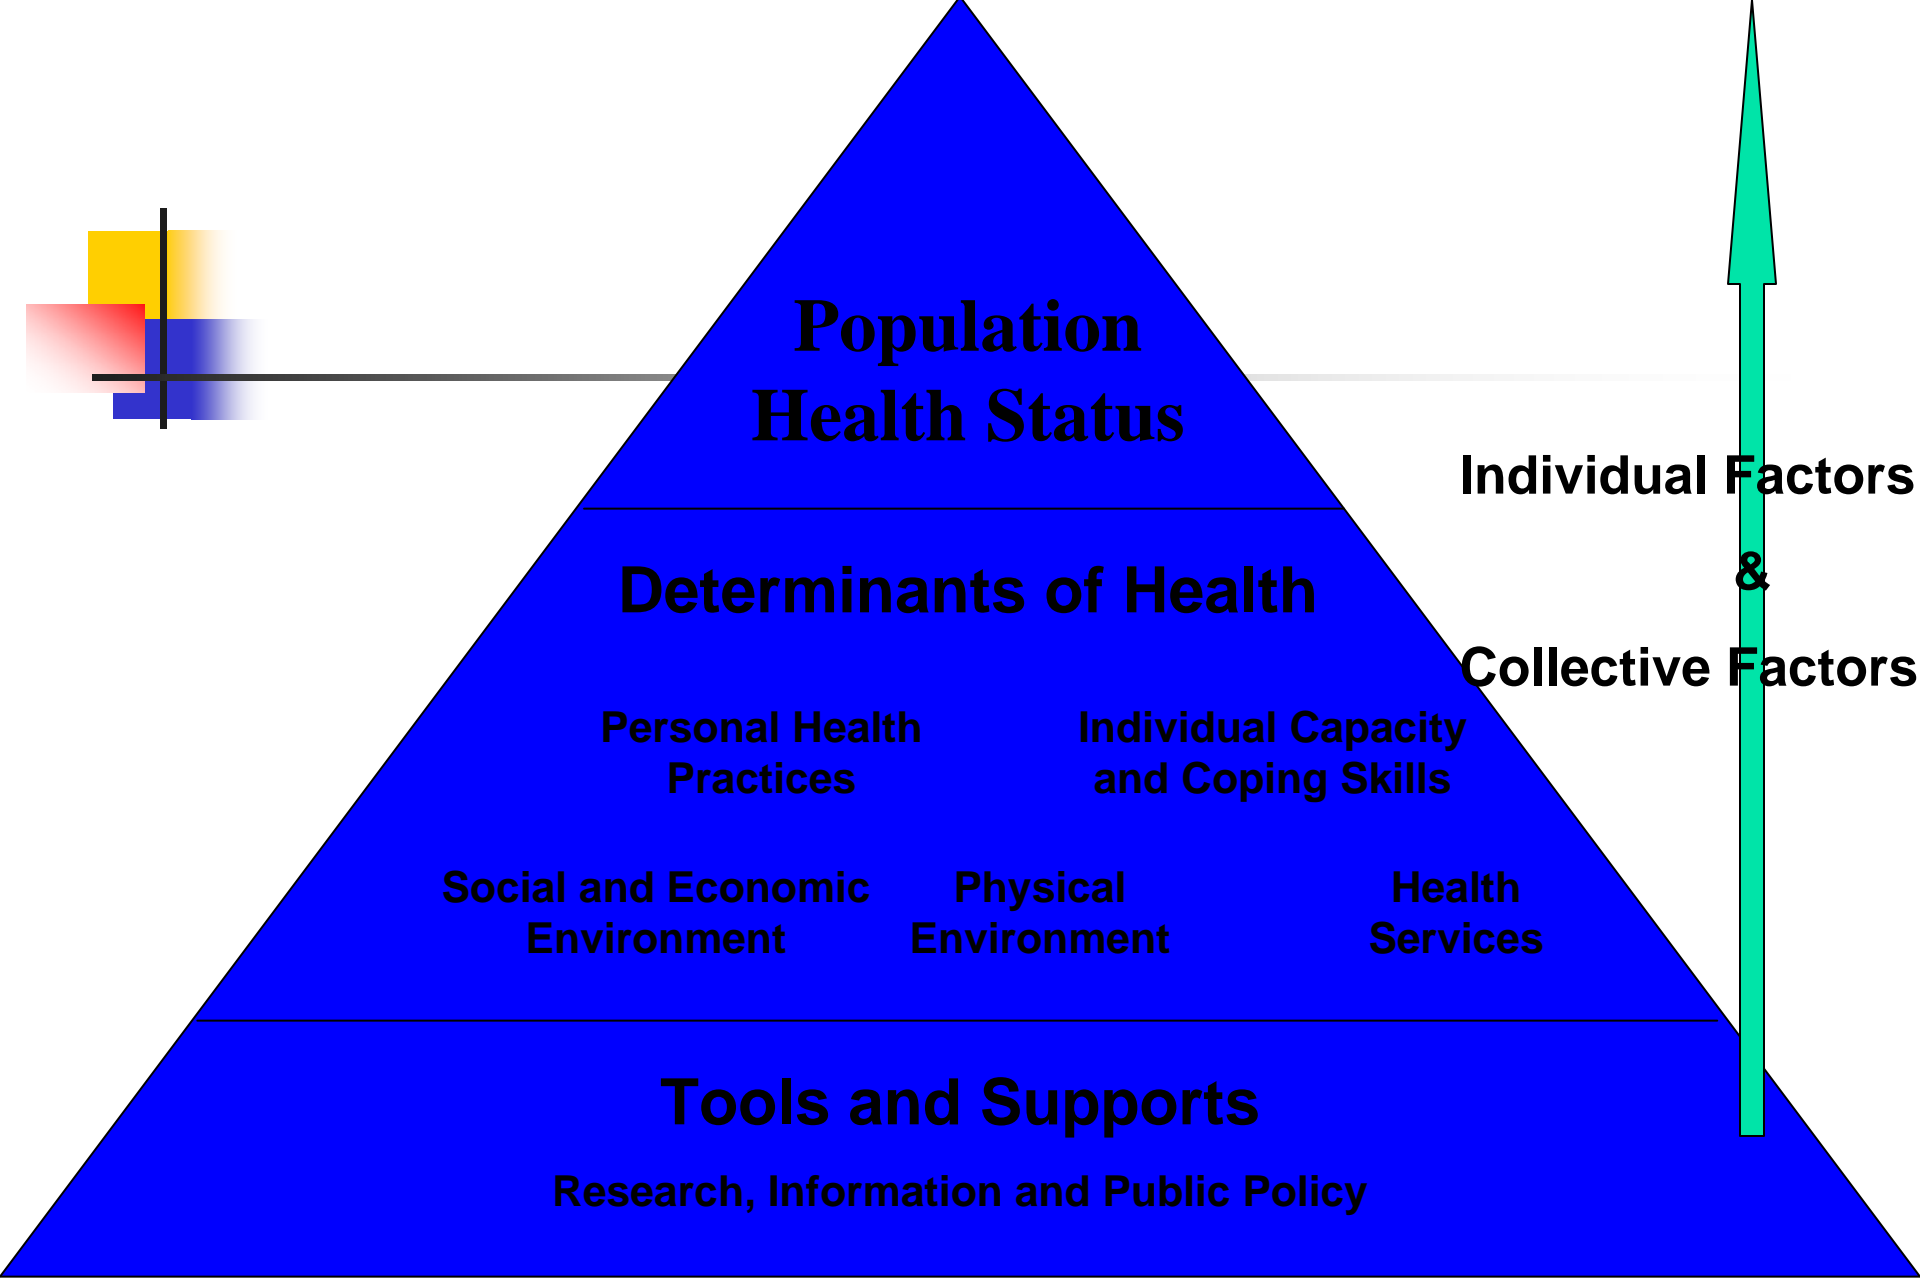 Population
Health Status
Individual Factors
&
Collective Factors
Determinants of Health
Personal Health
Practices
Individual Capacity
and Coping Skills
Social and Economic
Environment
Physical
Environment
Health
Services
Tools and Supports
Research, Information and Public Policy